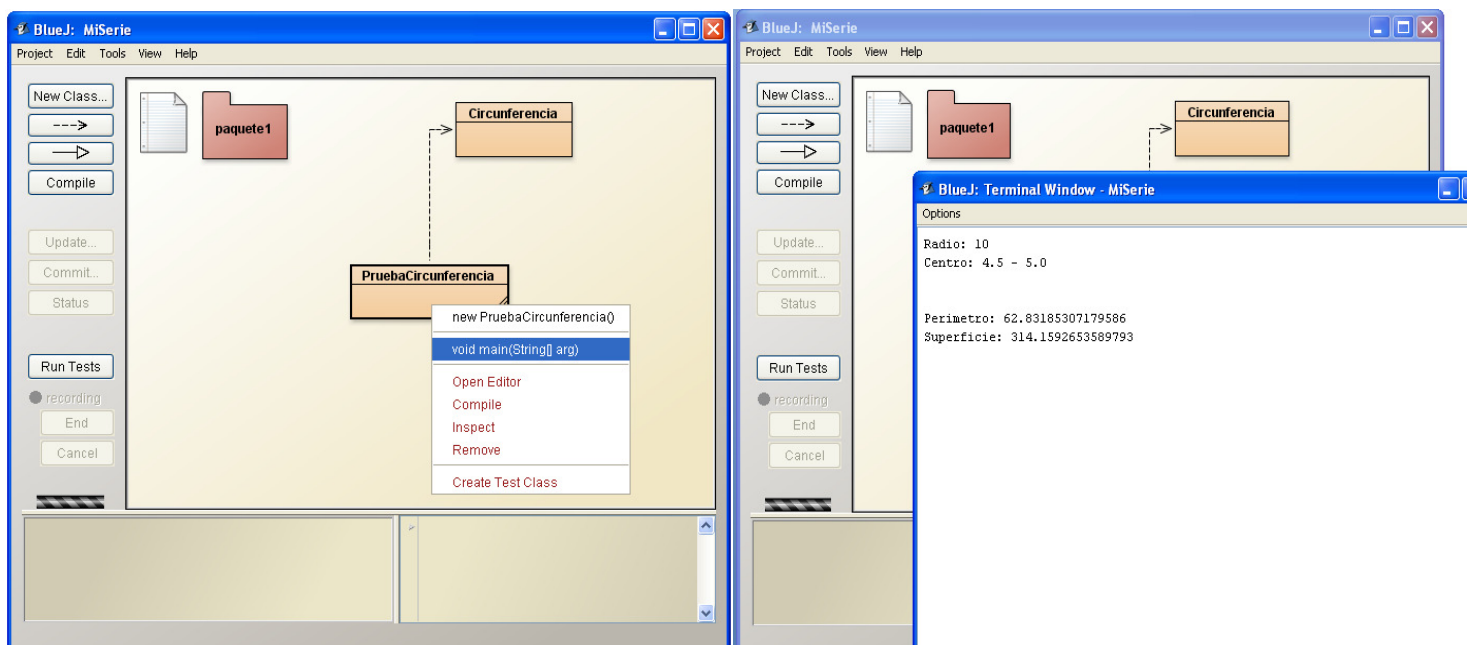 BlueJ: MiSerie
Project Edit Tools View Help
New Class...
Compile
Update...
Commit...
Status
Run Tests
recording
End
Cancel
paquete1
Circunferencia
PruebaCircunferencia
new PruebaCircunferencia()
void main(String[] arg)
Open Editor
Compile
Inspect
Remove
Create Test Class
BlueJ: MiSerie
Project Edit Tools View Help
New Class...
Compile
Update...
Commit...
Status
Run Tests
recording
End
Cancel
paquete1
Circunferencia
BlueJ: Terminal Window - MiSerie
Options
Radio: 10
Centro: 4.5 - 5.0
Perimetro: 62.83185307179586
Superficie: 314.1592653589793